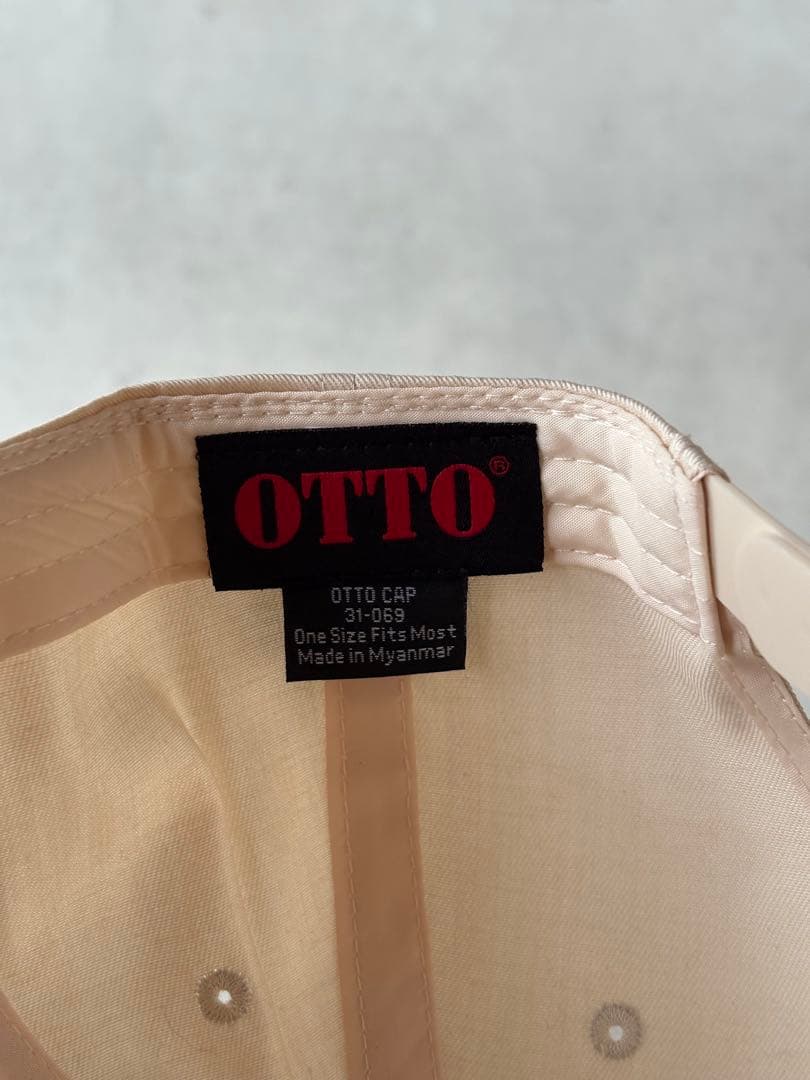 OTTO®
OTTO CAP
31-069
One Size Fits Most
Made in Myanmar